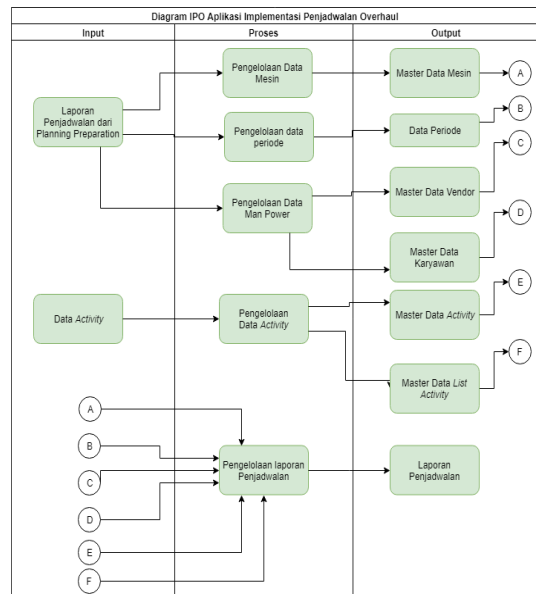 Diagram IPO Aplikasi Implementasi Penjadwalan Overhaul
Input
Proses
Output
Laporan
Penjadwalan dari
Planning Preparation
Pengelolaan Data
Mesin
Master Data Mesin
A
Pengelolaan data
periode
Data Periode
B
C
Pengelolaan Data
Man Power
Master Data Vendor
D
Master Data
Karyawan
E
Data Activity
Pengelolaan
Data Activity
Master Data Activity
F
Master Data List
Activity
A
B
C
D
E
F
Pengelolaan laporan
Penjadwalan
Laporan
Penjadwalan